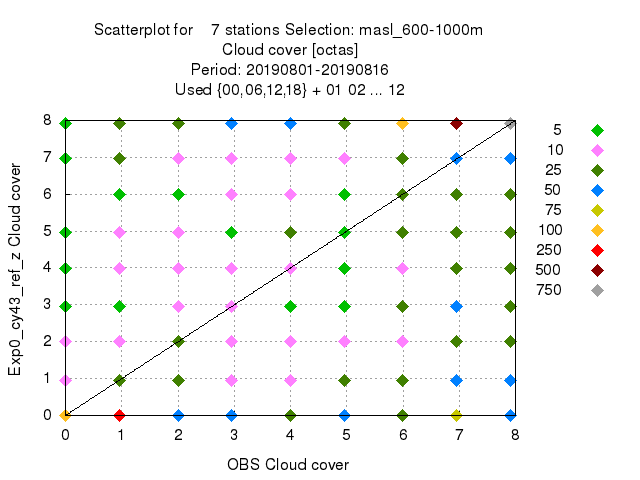 Scatterplot for 7 stations Selection: masl_600-1000m
Cloud cover [octas]
Period: 20190801-20190816
Used {00,06,12,18} + 01 02 ... 12
Exp0_cy43_ref_z Cloud cover
8
7
6
5
4
3
2
1
0
0 1 2 3 4 5 6 7 8
OBS Cloud cover
5
10
25
50
75
100
250
500
750